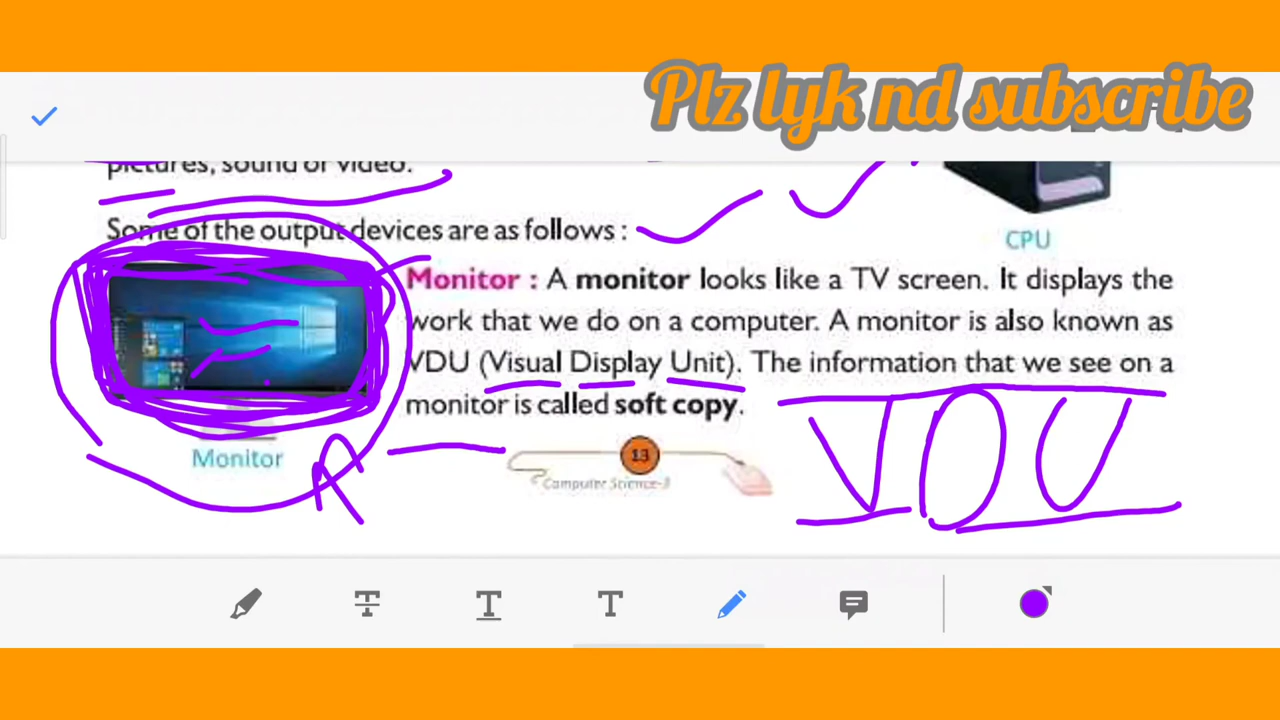 Plz lyk nd subscribe
pictures, sound or video.
Some of the output devices are as follows :
CPU
Monitor : A monitor looks like a TV screen. It displays the
work that we do on a computer. A monitor is also known as
VDU (Visual Display Unit). The information that we see on a
monitor is called soft copy.
VDU
Monitor
13
Computer Science-3